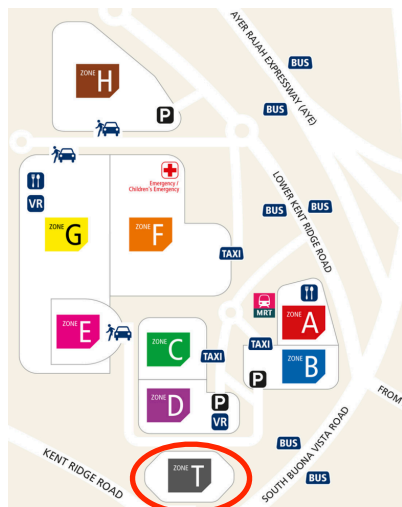 AYER RAJAH EXPRESSWAY (AYE)
BUS
ZONE H
BUS
P
VR
Emergency /
Children's Emergency
ZONE G
ZONE F
BUS
BUS
LOWER KENT RIDGE ROAD
TAXI
MRT
ZONE A
ZONE E
ZONE C
TAXI
TAXI
ZONE B
P
ZONE D
P
VR
FROM
BUS
SOUTH BUONA VISTA ROAD
KENT RIDGE ROAD
ZONE T
BUS